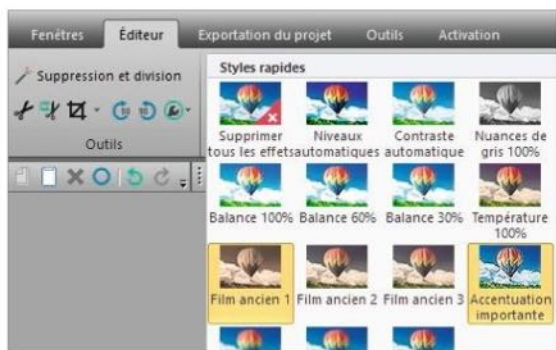 Fenêtres Éditeur Exportation du projet Outils Activation
Suppression et division
Outils
Styles rapides
Supprimer tous les effets
Niveaux automatiques
Contraste automatique
Nuances de gris 100%
Balance 100%
Balance 60%
Balance 30%
Température 100%
Film ancien 1
Film ancien 2
Film ancien 3
Accentuation importante